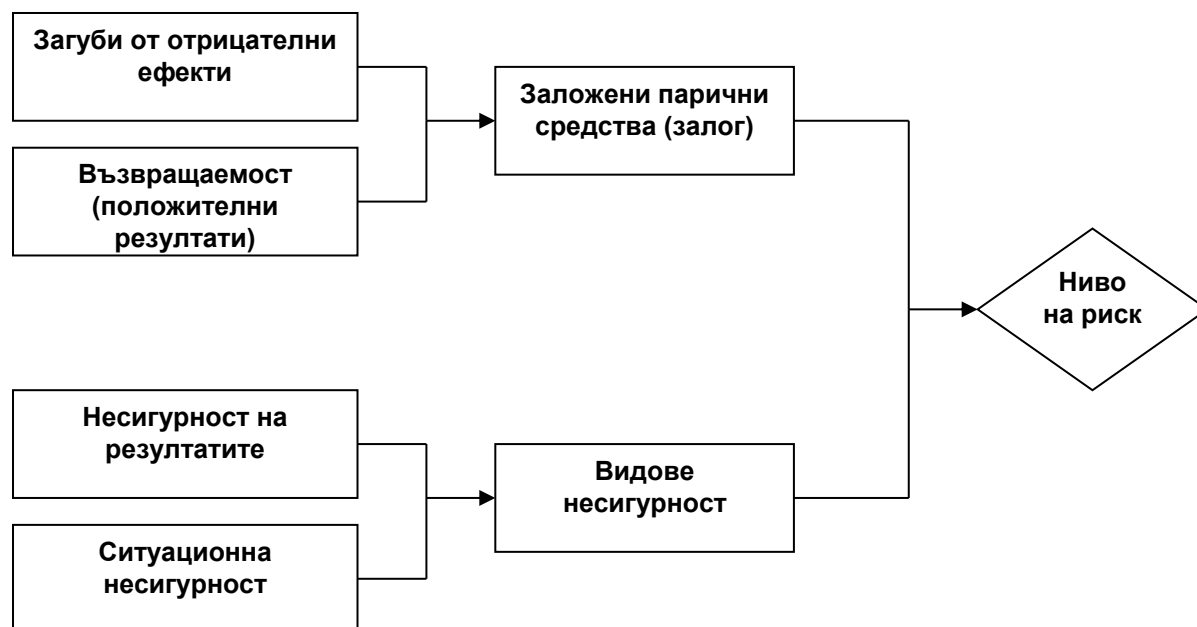 Загуби от отрицателни
ефекти
Възвращаемост
(положителни
резултати)
Заложени парични
средства (залог)
Ниво
на риск
Несигурност на
резултатите
Ситуационна
несигурност
Видове
несигурност